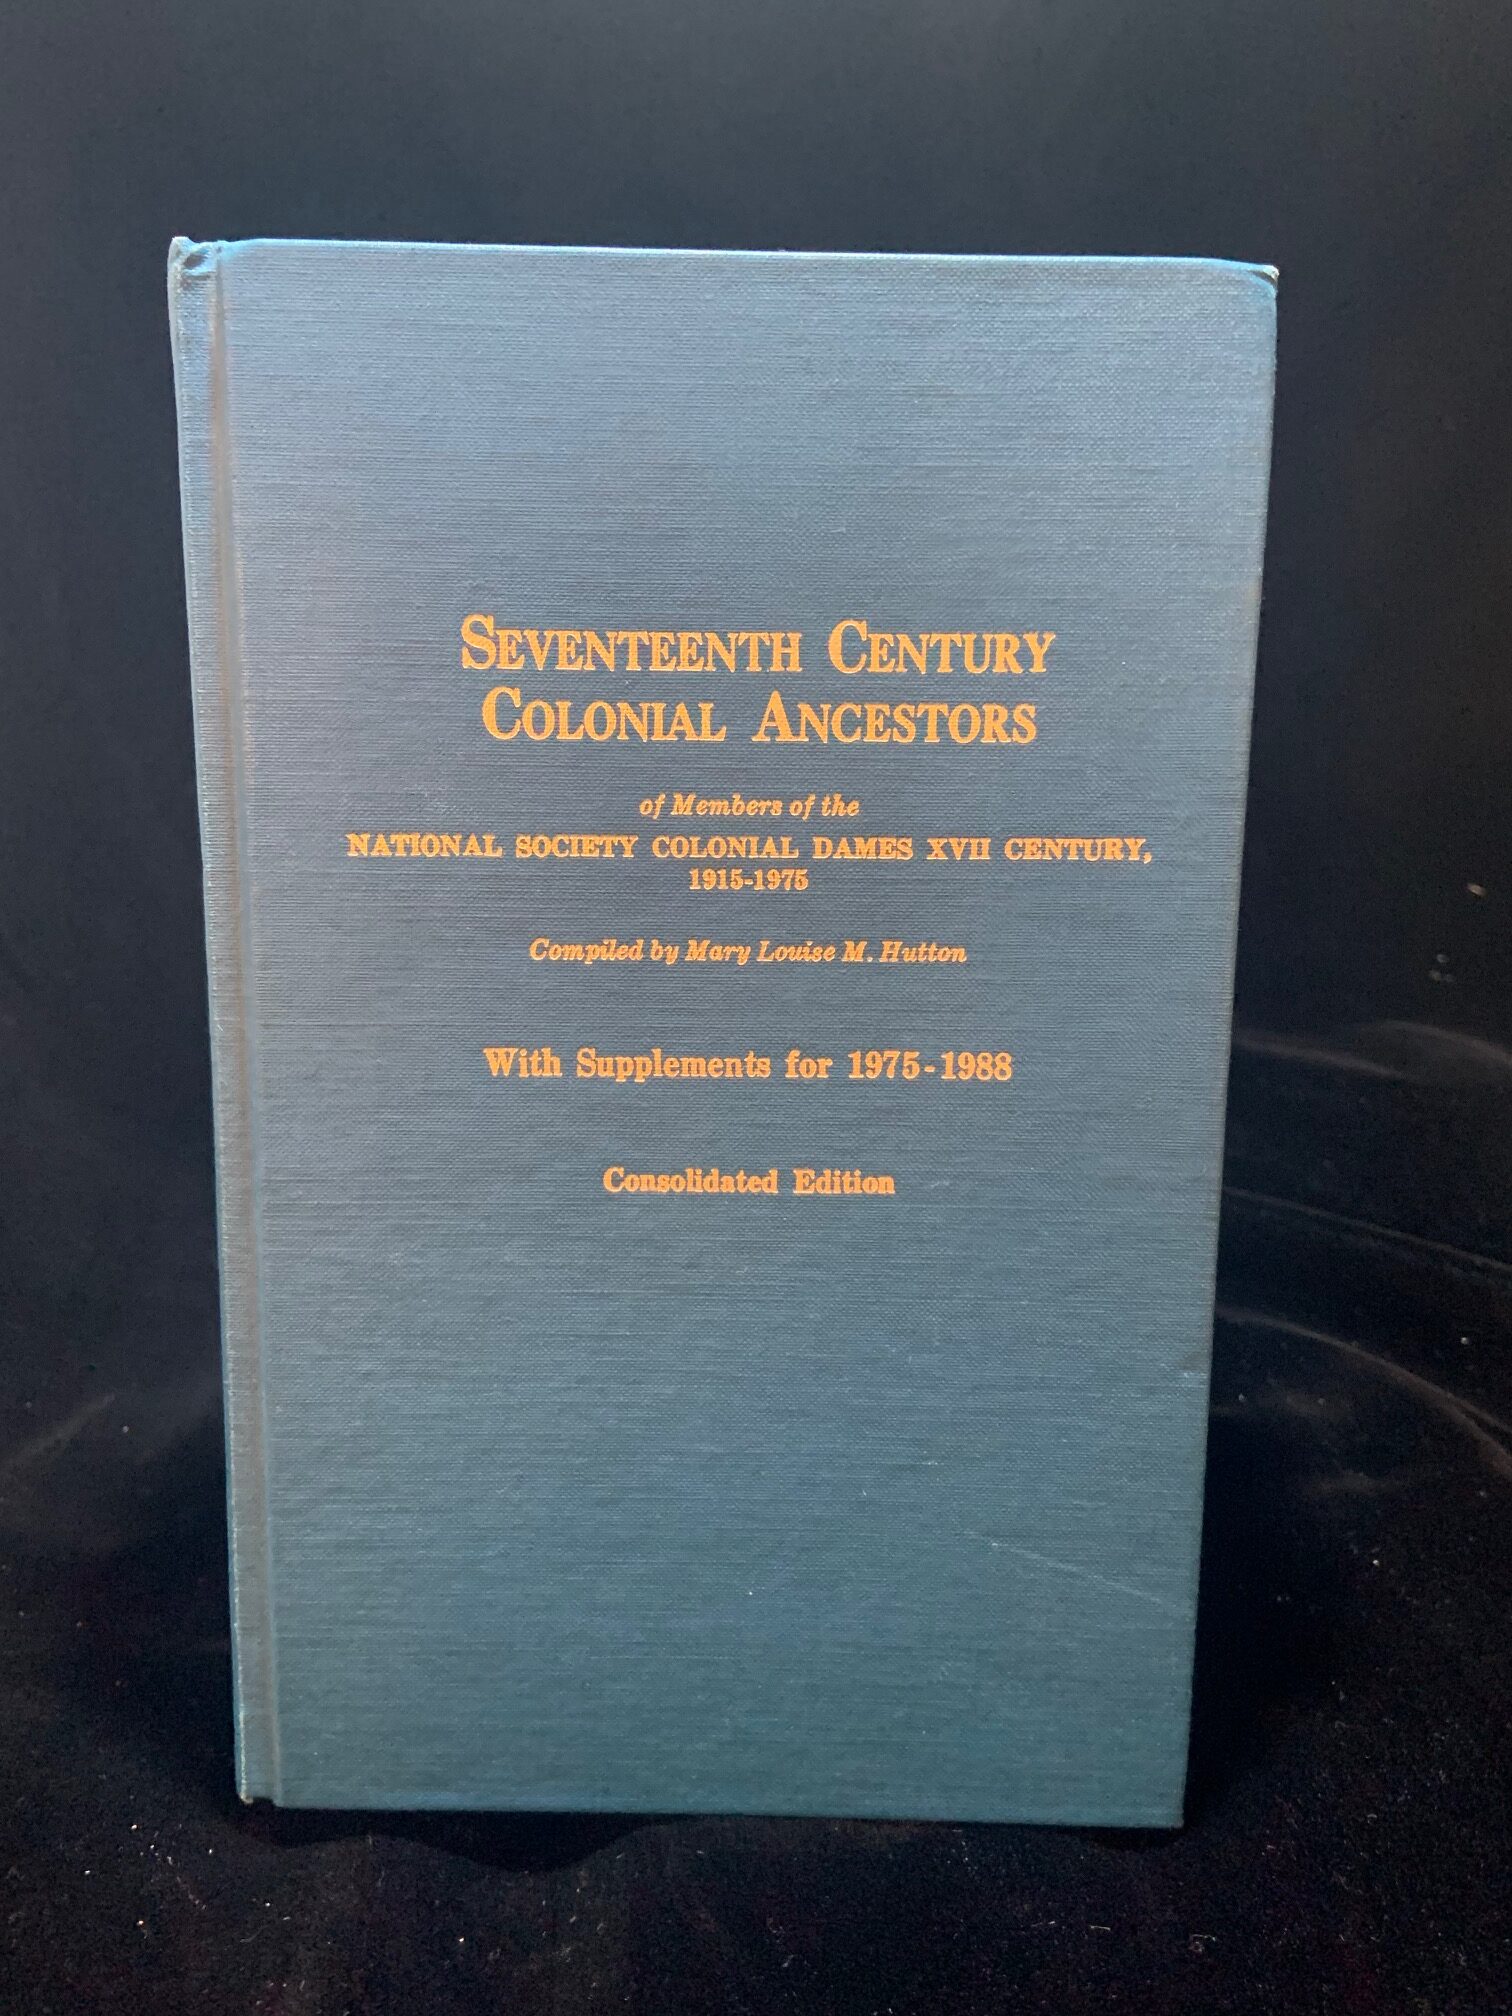 SEVENTEENTH CENTURY
COLONIAL ANCESTORS
of Members of the
NATIONAL SOCIETY COLONIAL DAMES XVII CENTURY,
1915-1975
Compiled by Mary Louise M. Hutton
With Supplements for 1975-1988
Consolidated Edition